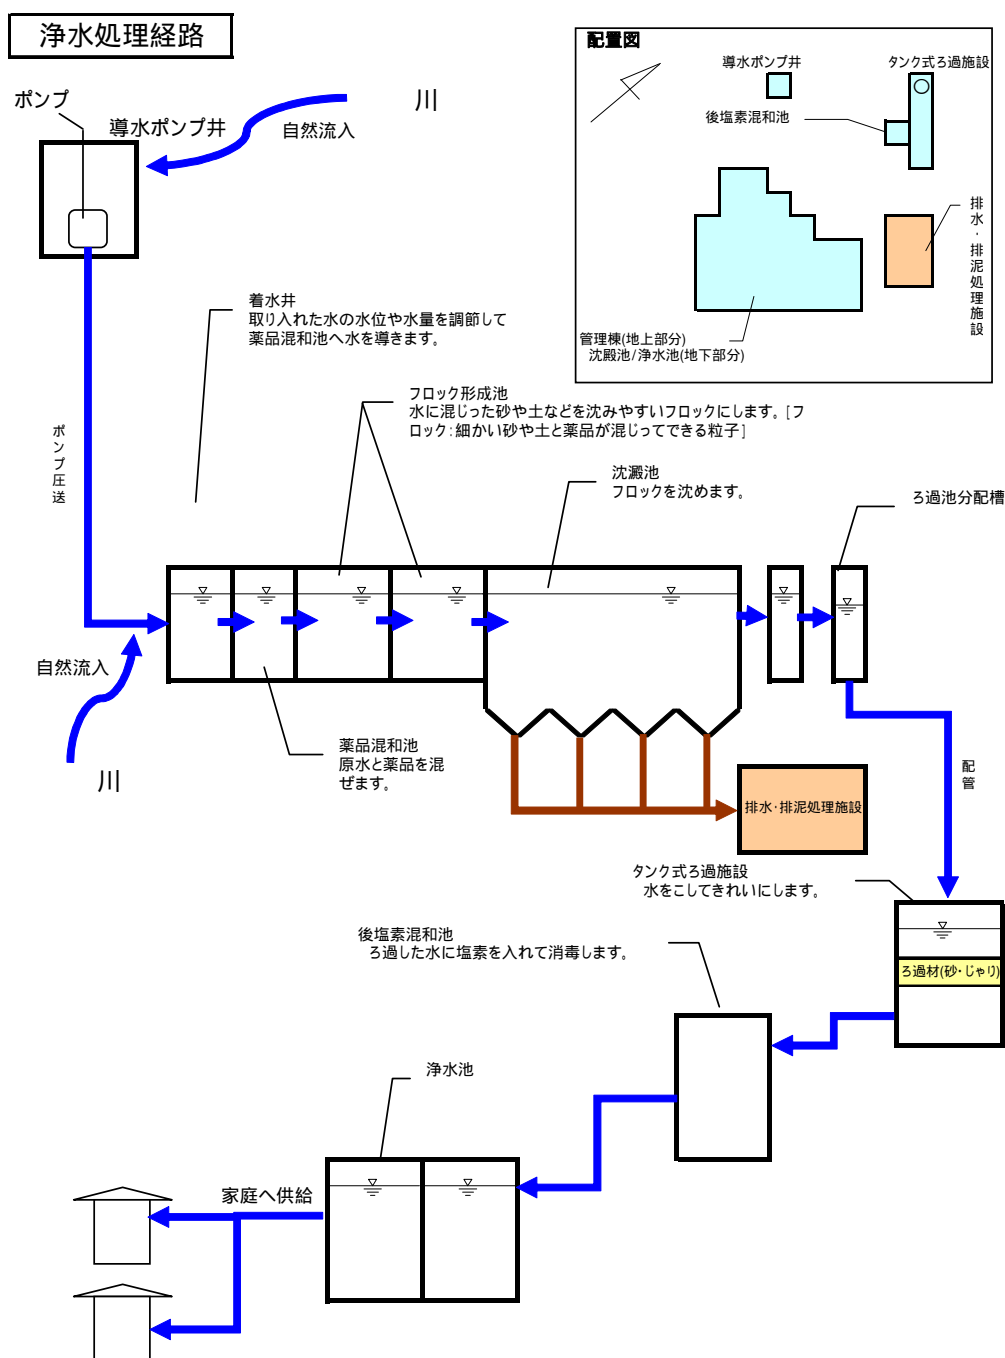 浄水処理経路
ポンプ
導水ポンプ井
自然流入
川
配置図
導水ポンプ井
タンク式ろ過施設
後塩素混和池
排水・排泥処理施設
管理棟(地上部分)
沈殿池/浄水池(地下部分)
着水井
取り入れた水の水位や水量を調節して
薬品混和池へ水を導きます。
フロック形成池
水に混じった砂や土などを沈みやすいフロックにします。[フ
ロック:細かい砂や土と薬品が混じってできる粒子]
ポンプ圧送
沈澱池
フロックを沈めます。
ろ過池分配槽
自然流入
川
薬品混和池
原水と薬品を混
ぜます。
配管
排水・排泥処理施設
タンク式ろ過施設
水をこしてきれいにします。
ろ過材(砂・じゃり)
後塩素混和池
ろ過した水に塩素を入れて消毒します。
浄水池
家庭へ供給